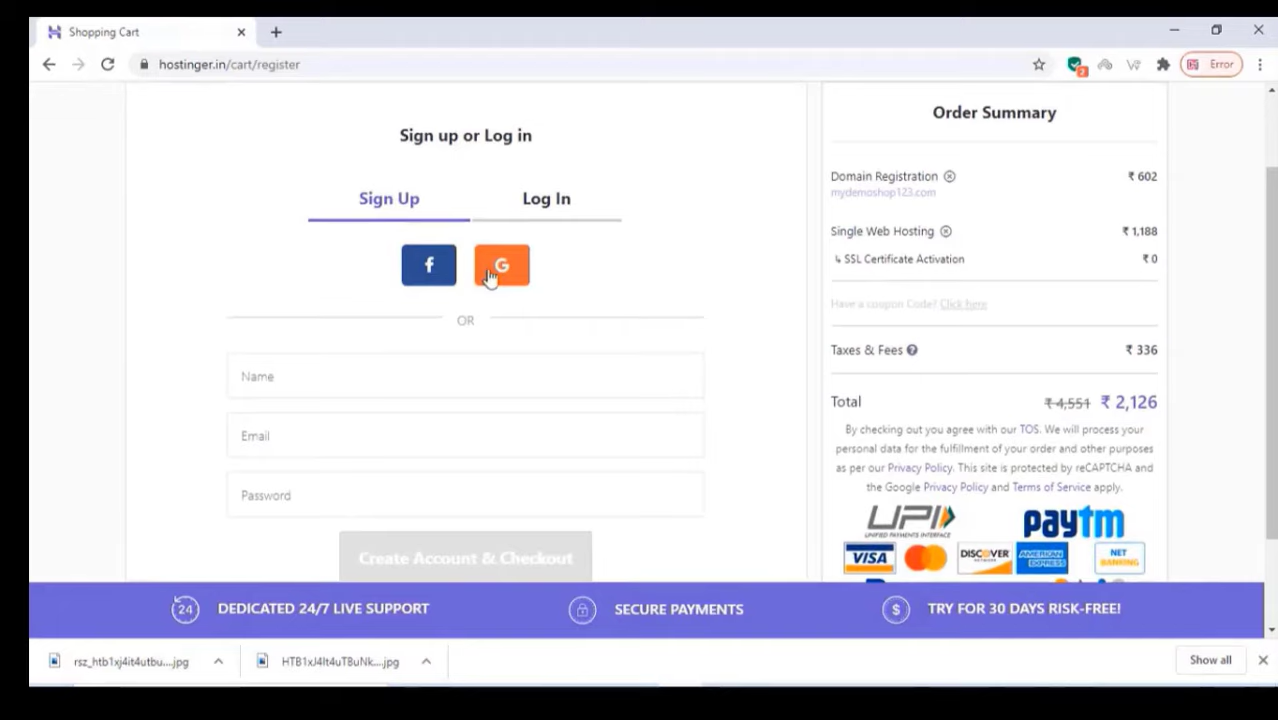 Shopping Cart
hostinger.in/cart/register
2
Error
Sign up or Log in
Sign Up
Log In
f
G
OR
Name
Email
Password
Create Account & Checkout
Order Summary
Domain Registration ₹ 602
mydemoshop123.com
Single Web Hosting ₹ 1,188
↳ SSL Certificate Activation ₹ 0
Have a coupon Code? Click here
Taxes & Fees ? ₹ 336
Total ₹ 4,551 ₹ 2,126
By checking out you agree with our TOS. We will process your
personal data for the fulfillment of your order and other purposes
as per our Privacy Policy. This site is protected by reCAPTCHA and
the Google Privacy Policy and Terms of Service apply.
UPI paytm
UNIFIED PAYMENTS INTERFACE
VISA mastercard DISCOVER AMERICAN EXPRESS NET BANKING
24 DEDICATED 24/7 LIVE SUPPORT
SECURE PAYMENTS
$ TRY FOR 30 DAYS RISK-FREE!
rsz_htb1xj4it4utbu....jpg
HTB1xJ4It4uTBuNk....jpg
Show all